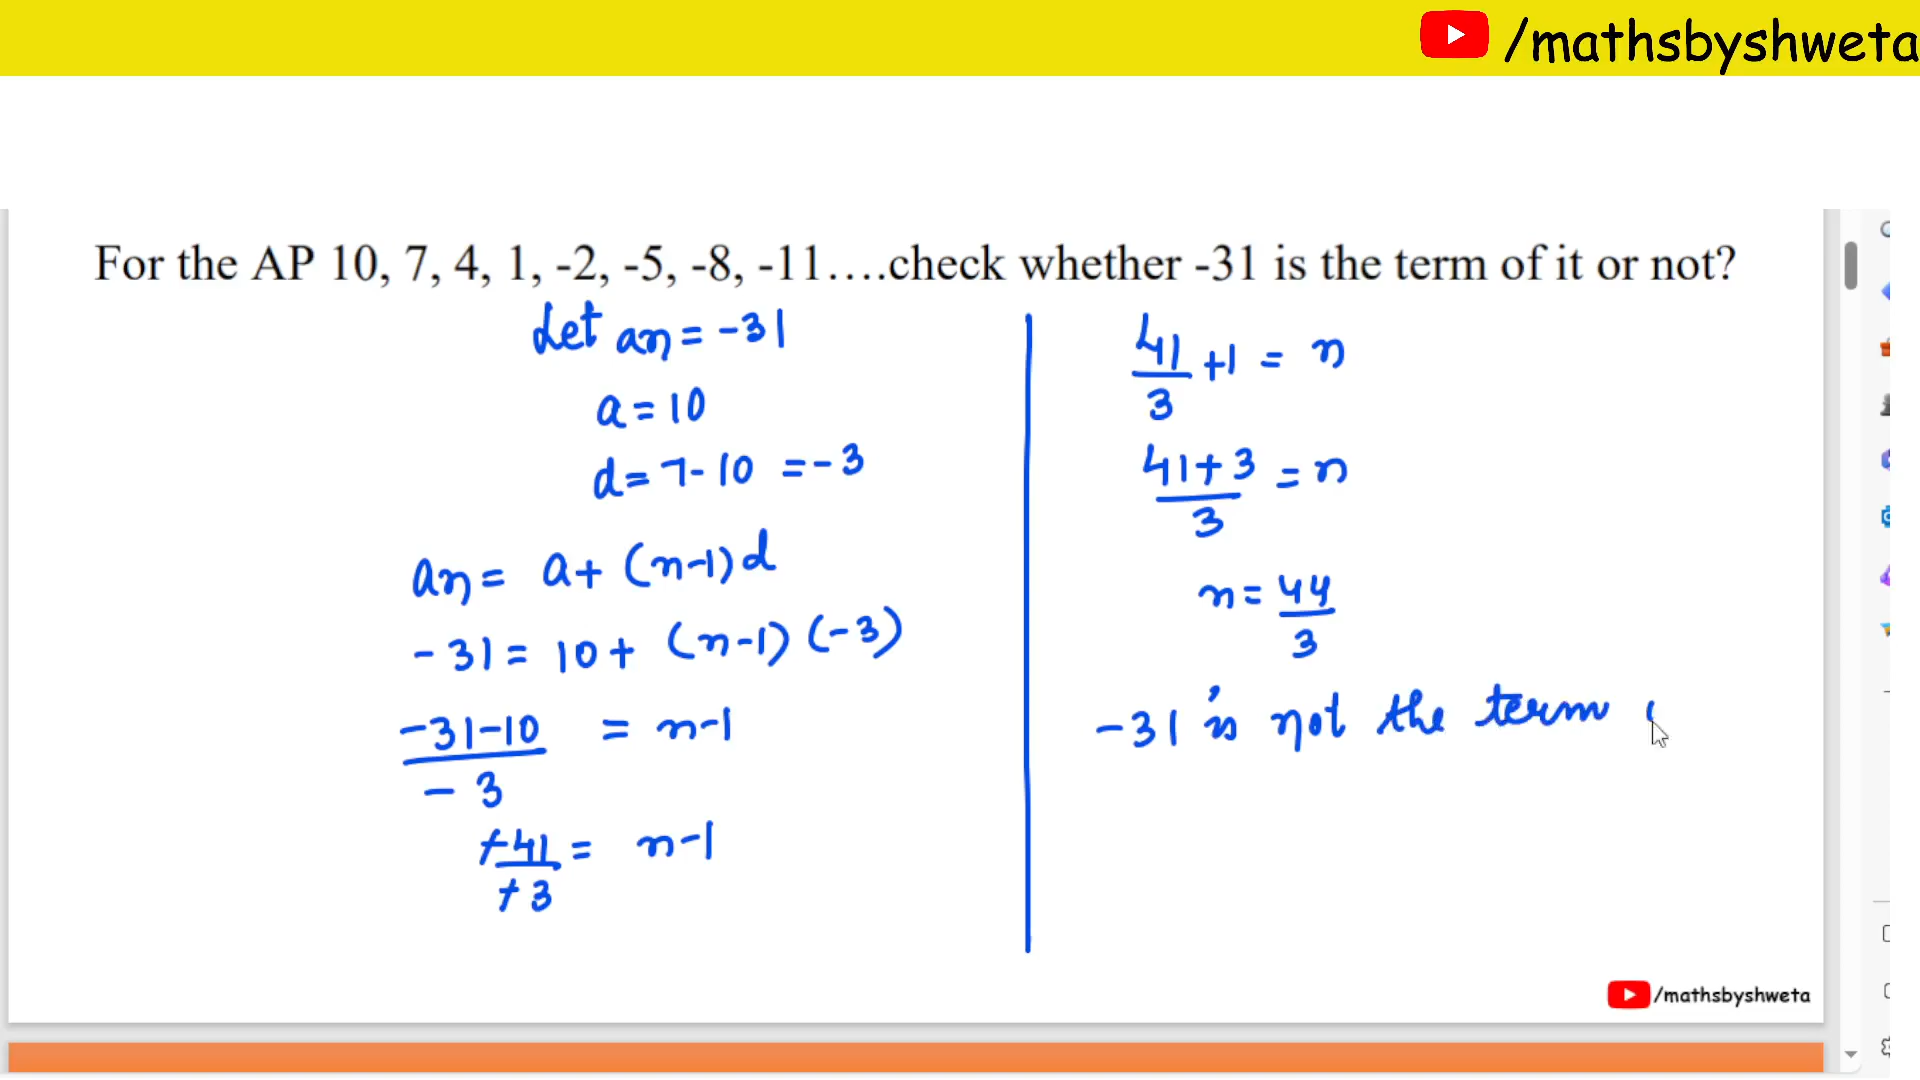 /mathsbyshweta
For the AP 10, 7, 4, 1, -2, -5, -8, -11….check whether -31 is the term of it or not?
Let an = -31
a = 10
d = 7 - 10 = -3
an = a + (n-1) d
-31 = 10 + (n-1) (-3)
-31-10 / -3 = n-1
+41 / +3 = n-1
41/3 +1 = n
41+3 / 3 = n
n = 44/3
-31 is not the term
/mathsbyshweta